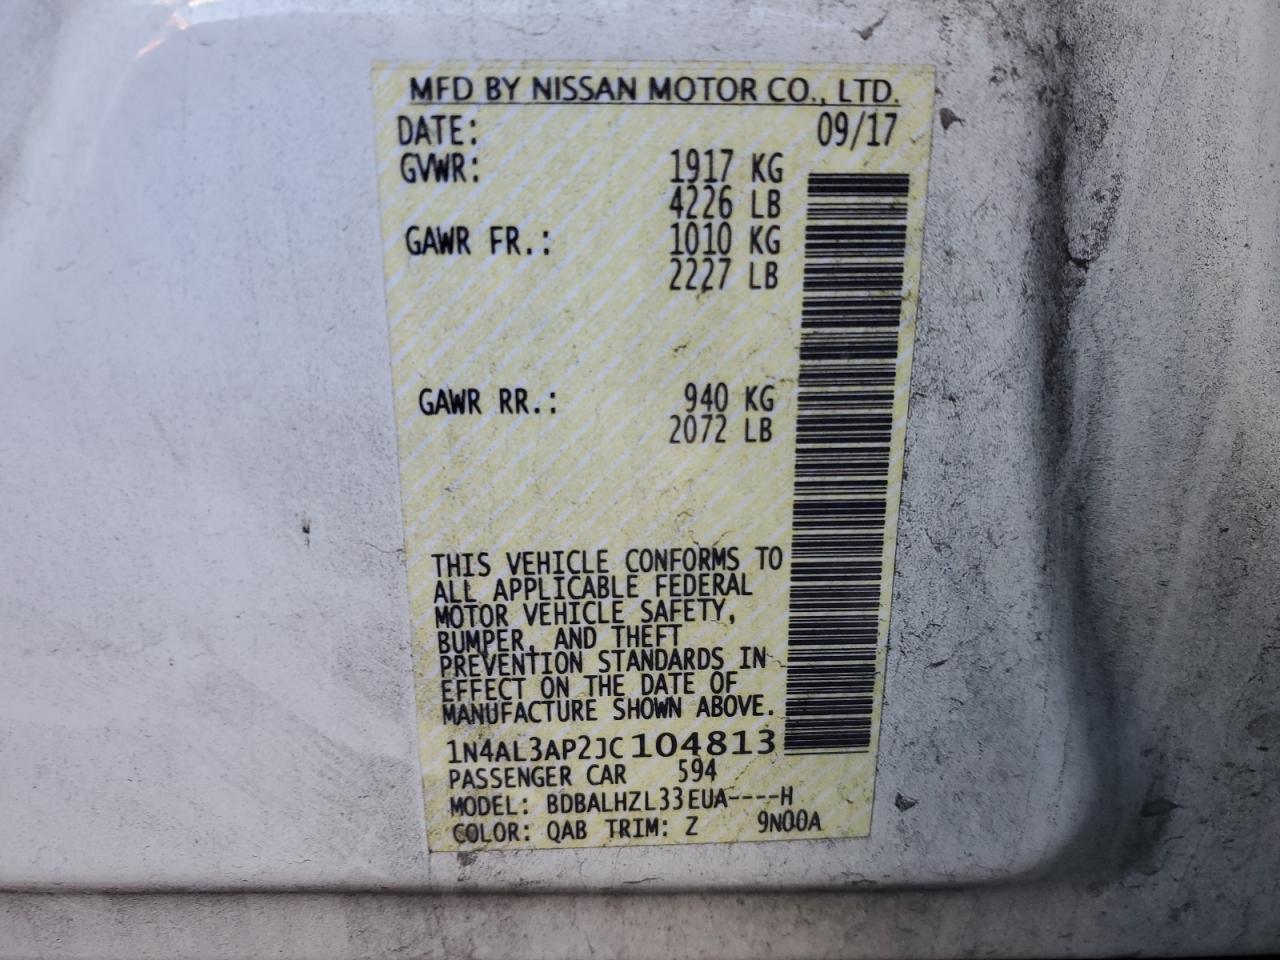 MFD BY NISSAN MOTOR CO., LTD.
DATE: 09/17
GVWR: 1917 KG
4226 LB
GAWR FR.: 1010 KG
2227 LB
GAWR RR.: 940 KG
2072 LB
THIS VEHICLE CONFORMS TO
ALL APPLICABLE FEDERAL
MOTOR VEHICLE SAFETY,
BUMPER, AND THEFT
PREVENTION STANDARDS IN
EFFECT ON THE DATE OF
MANUFACTURE SHOWN ABOVE.
1N4AL3AP2JC104813
PASSENGER CAR 594
MODEL: BDBALHZL33EUA----H
COLOR: QAB TRIM: Z 9N00A